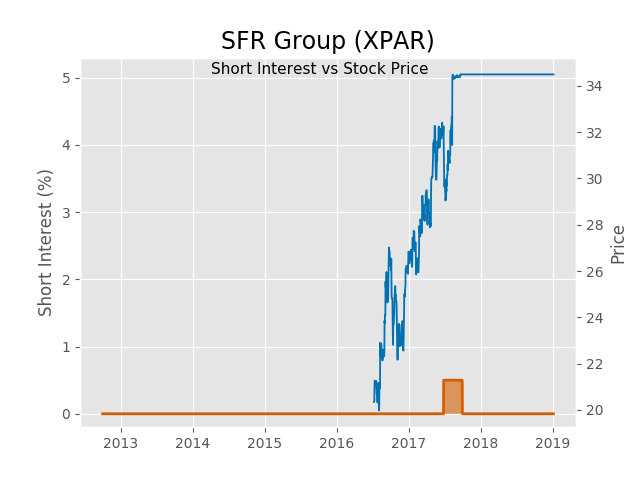 SFR Group (XPAR)
Short Interest vs Stock Price
Short Interest (%)
5
4
3
2
1
0
34
32
30
28
26
24
22
20
Price
2013 2014 2015 2016 2017 2018 2019